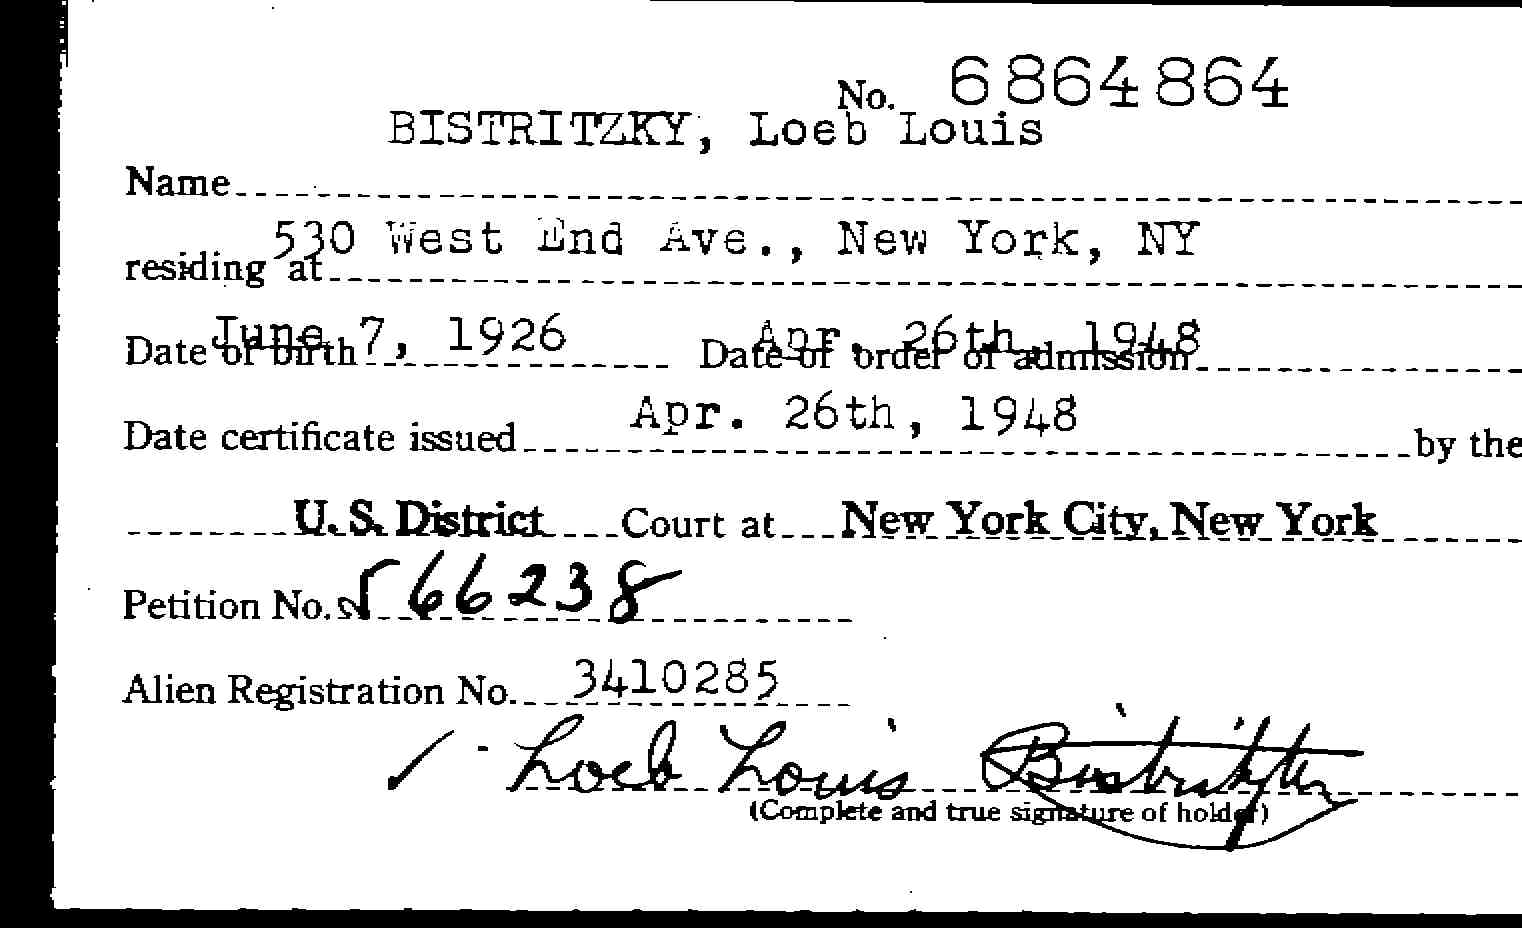 No. 6864864
BISTRITZKY, Loeb Louis
Name
530 West End Ave., New York, NY
residing at
June 7, 1926 Apr. 26th, 1948
Date of birth Date of order of admission
Apr. 26th, 1948
Date certificate issued by the
U. S. District Court at New York City, New York
Petition No. 566238
Alien Registration No. 3410285
Loeb Louis Bistritzky
(Complete and true signature of holder)